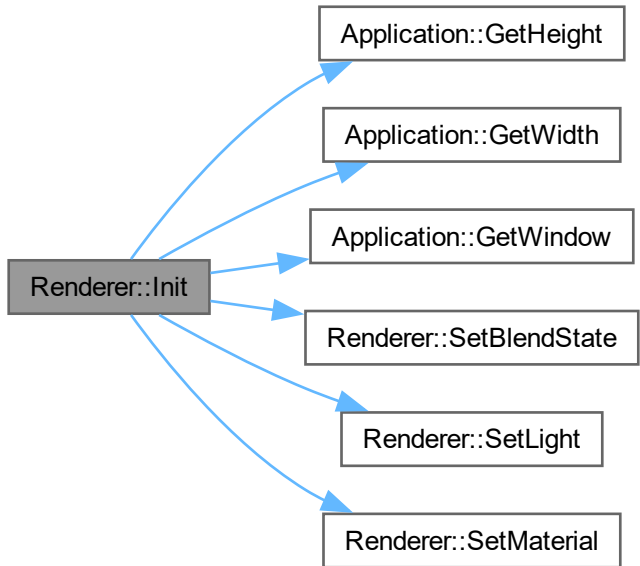 Application::GetHeight
Application::GetWidth
Application::GetWindow
Renderer::Init
Renderer::SetBlendState
Renderer::SetLight
Renderer::SetMaterial